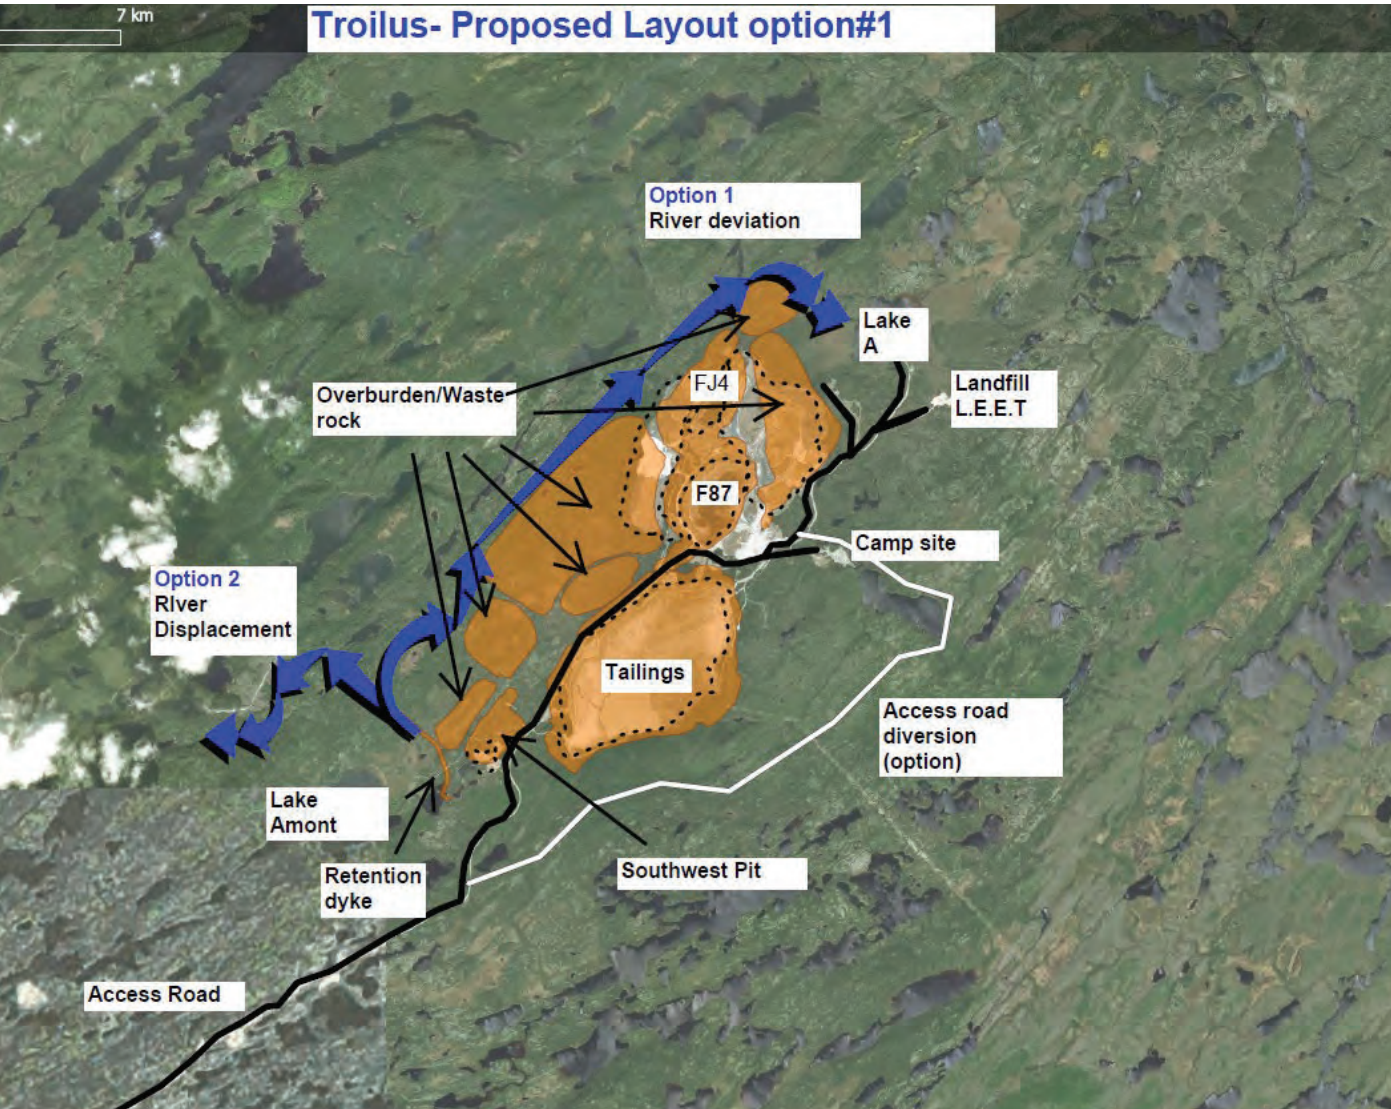 7 km
Troilus- Proposed Layout option#1
Option 1
River deviation
Lake
A
Landfill
L.E.E.T
FJ4
Overburden/Waste
rock
F87
Camp site
Option 2
RIver
Displacement
Tailings
Access road
diversion
(option)
Lake
Amont
Retention
dyke
Southwest Pit
Access Road